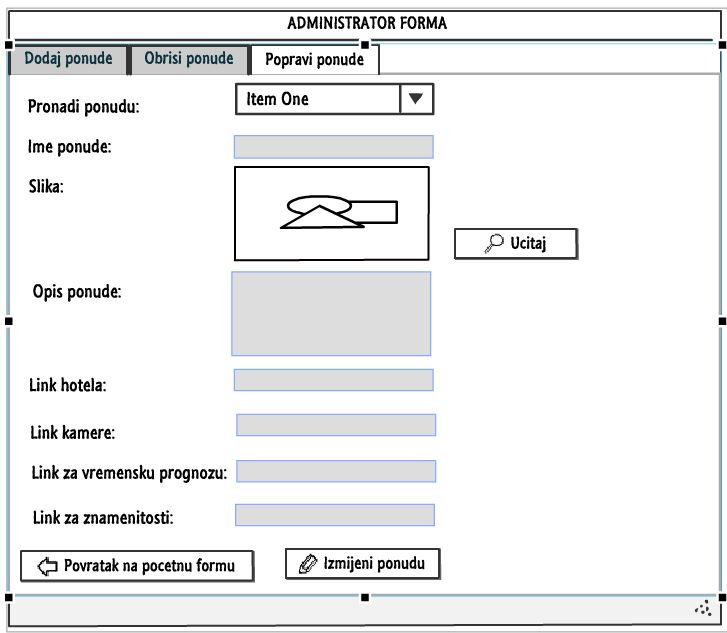 ADMINISTRATOR FORMA
Dodaj ponude Obrisi ponude Popravi ponude
Pronadi ponudu: Item One
Ime ponude:
Slika:
Ucitaj
Opis ponude:
Link hotela:
Link kamere:
Link za vremensku prognozu:
Link za znamenitosti:
Povratak na pocetnu formu Izmijeni ponudu